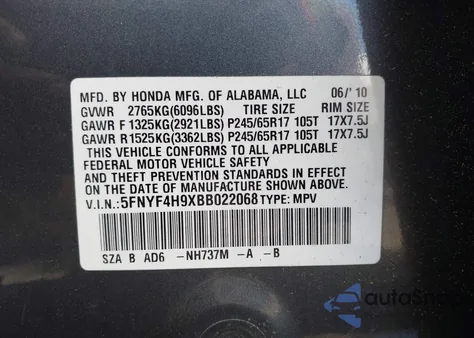 MFD. BY HONDA MFG. OF ALABAMA, LLC 06/'10
GVWR 2765KG(6096LBS) TIRE SIZE RIM SIZE
GAWR F 1325KG(2921LBS) P245/65R17 105T 17X7.5J
GAWR R1525KG(3362LBS) P245/65R17 105T 17X7.5J
THIS VEHICLE CONFORMS TO ALL APPLICABLE
FEDERAL MOTOR VEHICLE SAFETY
AND THEFT PREVENTION STANDARDS IN EFFECT
ON THE DATE OF MANUFACTURE SHOWN ABOVE.
V.I.N.:5FNYF4H9XBB022068 TYPE: MPV
SZA B AD6 -NH737M -A -B